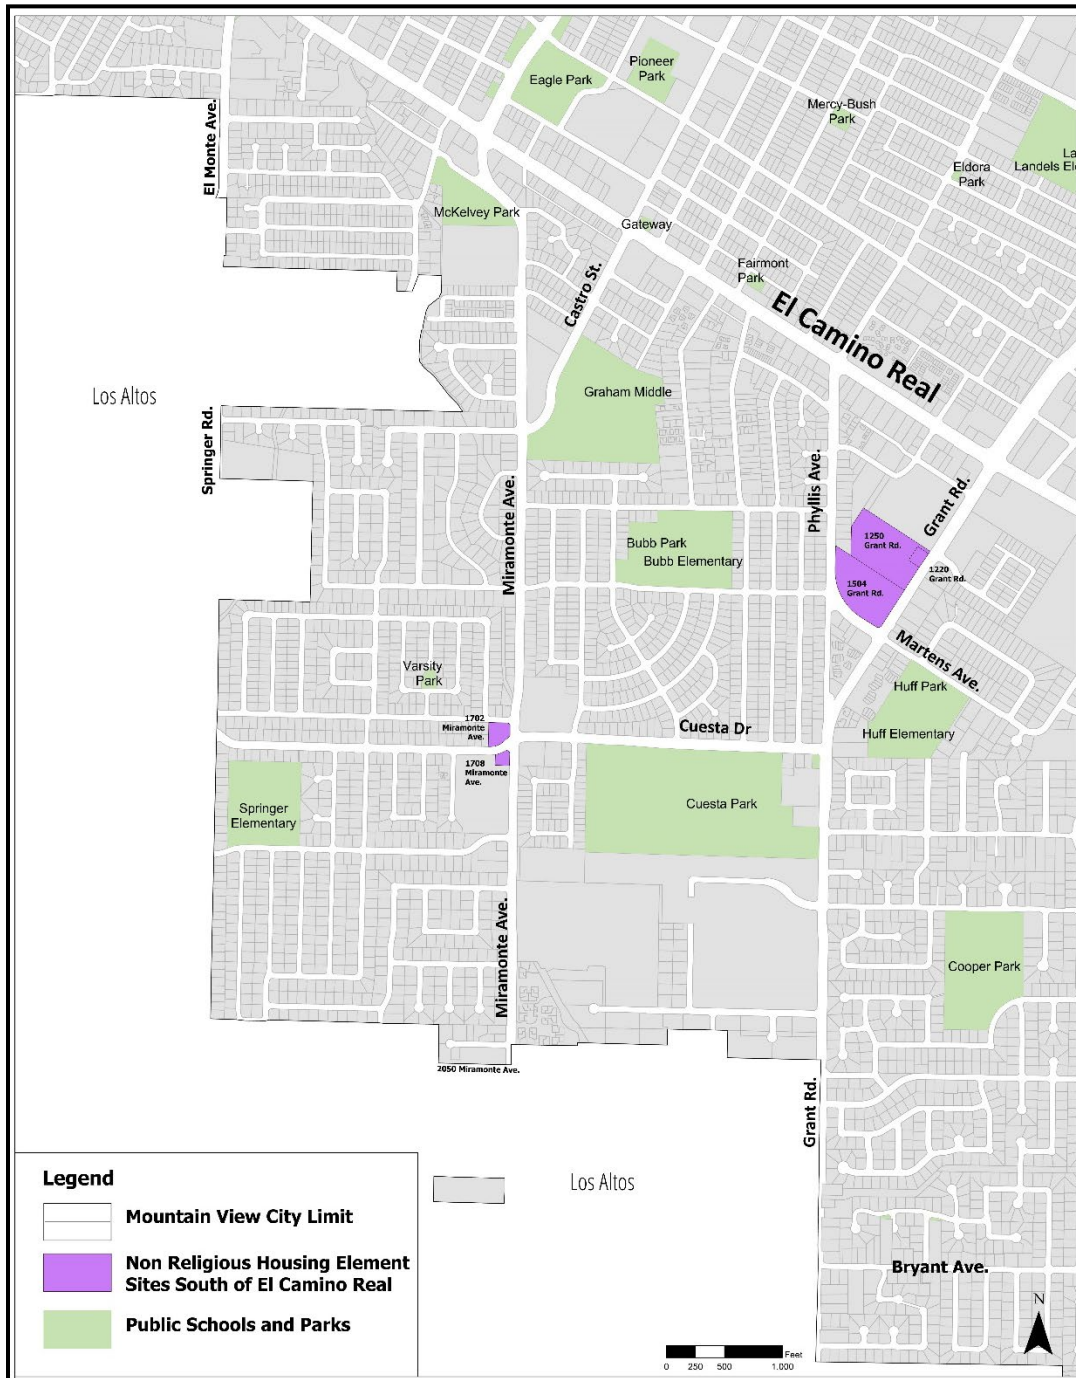 Pioneer
Park
Eagle Park
Mercy-Bush
Park
El Monte Ave.
La
Landels Ele
Eldora
Park
McKelvey Park
Gateway
Castro St.
Fairmont
Park
El Camino Real
Los Altos
Graham Middle
Springer Rd.
Miramonte Ave.
Phyllis Ave.
Grant Rd.
1250
Grant Rd.
Bubb Park
Bubb Elementary
1220
Grant Rd.
1504
Grant Rd.
Martens Ave.
Varsity
Park
Huff Park
Huff Elementary
1702
Miramonte
Ave.
Cuesta Dr
1708
Miramonte
Ave.
Springer
Elementary
Cuesta Park
Miramonte Ave.
Cooper Park
2050 Miramonte Ave.
Grant Rd.
Los Altos
Bryant Ave.
Legend
Mountain View City Limit
Non Religious Housing Element
Sites South of El Camino Real
Public Schools and Parks
N
Feet
0 250 500 1,000